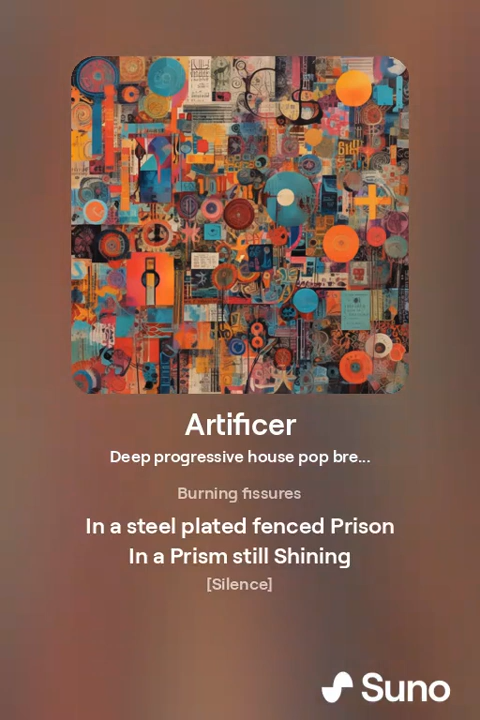 Artificer
Deep progressive house pop bre...
Burning fissures
In a steel plated fenced Prison
In a Prism still Shining
[Silence]
Suno